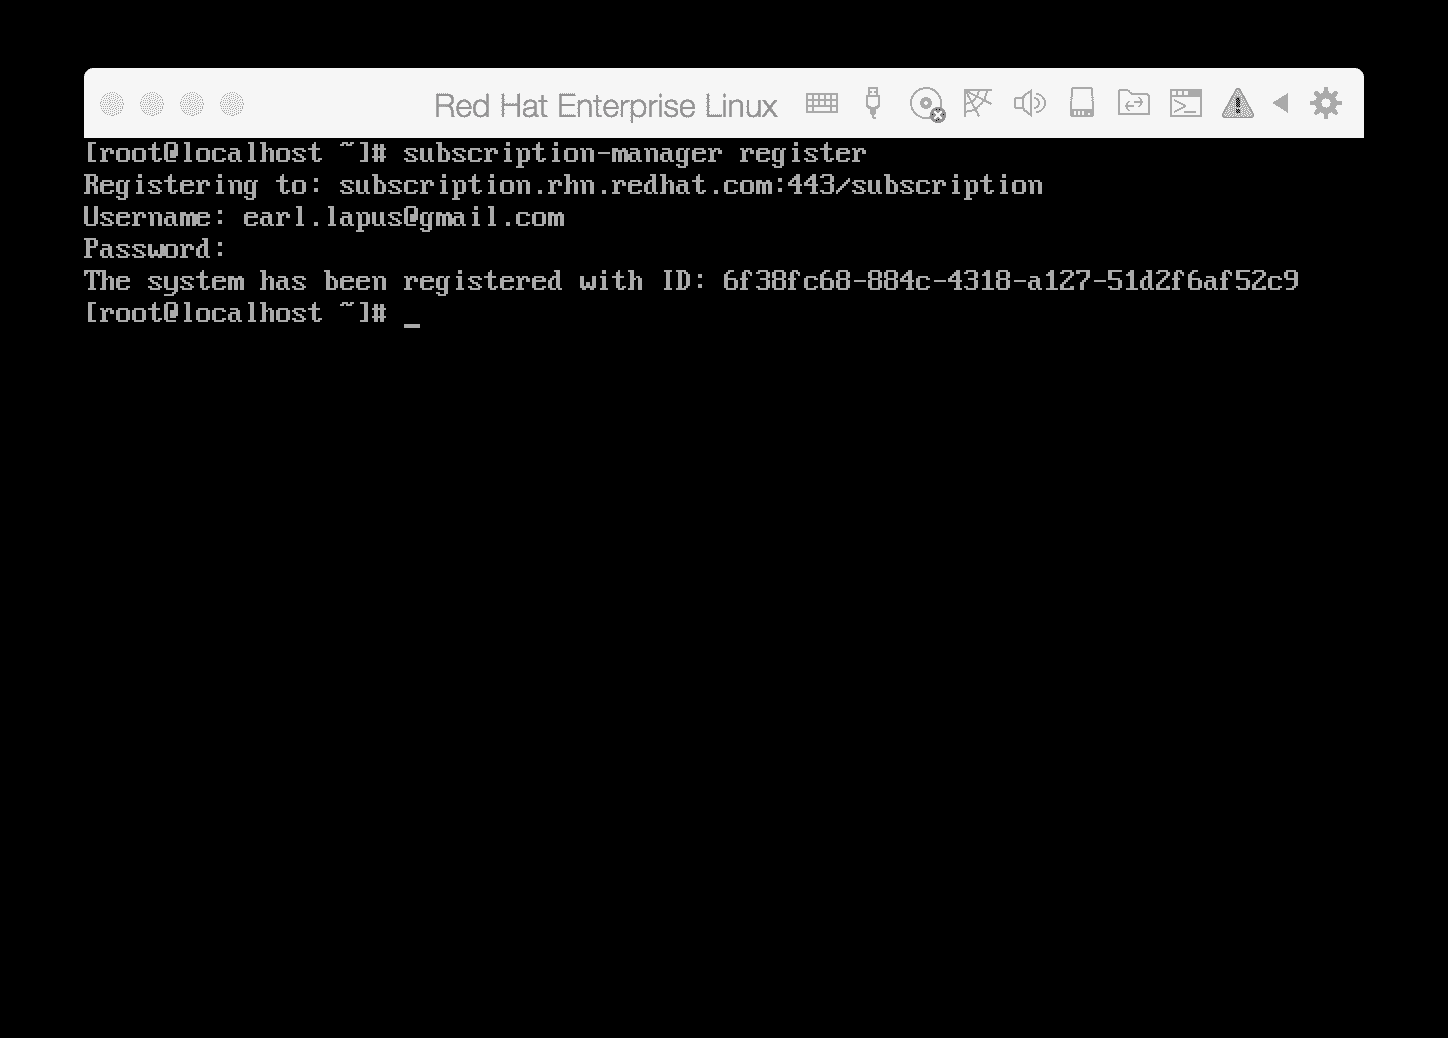 Red Hat Enterprise Linux
[root@localhost ~]# subscription-manager register
Registering to: subscription.rhn.redhat.com:443/subscription
Username: earl.lapus@gmail.com
Password:
The system has been registered with ID: 6f38fc68-884c-4318-a127-51d2f6af52c9
[root@localhost ~]# _